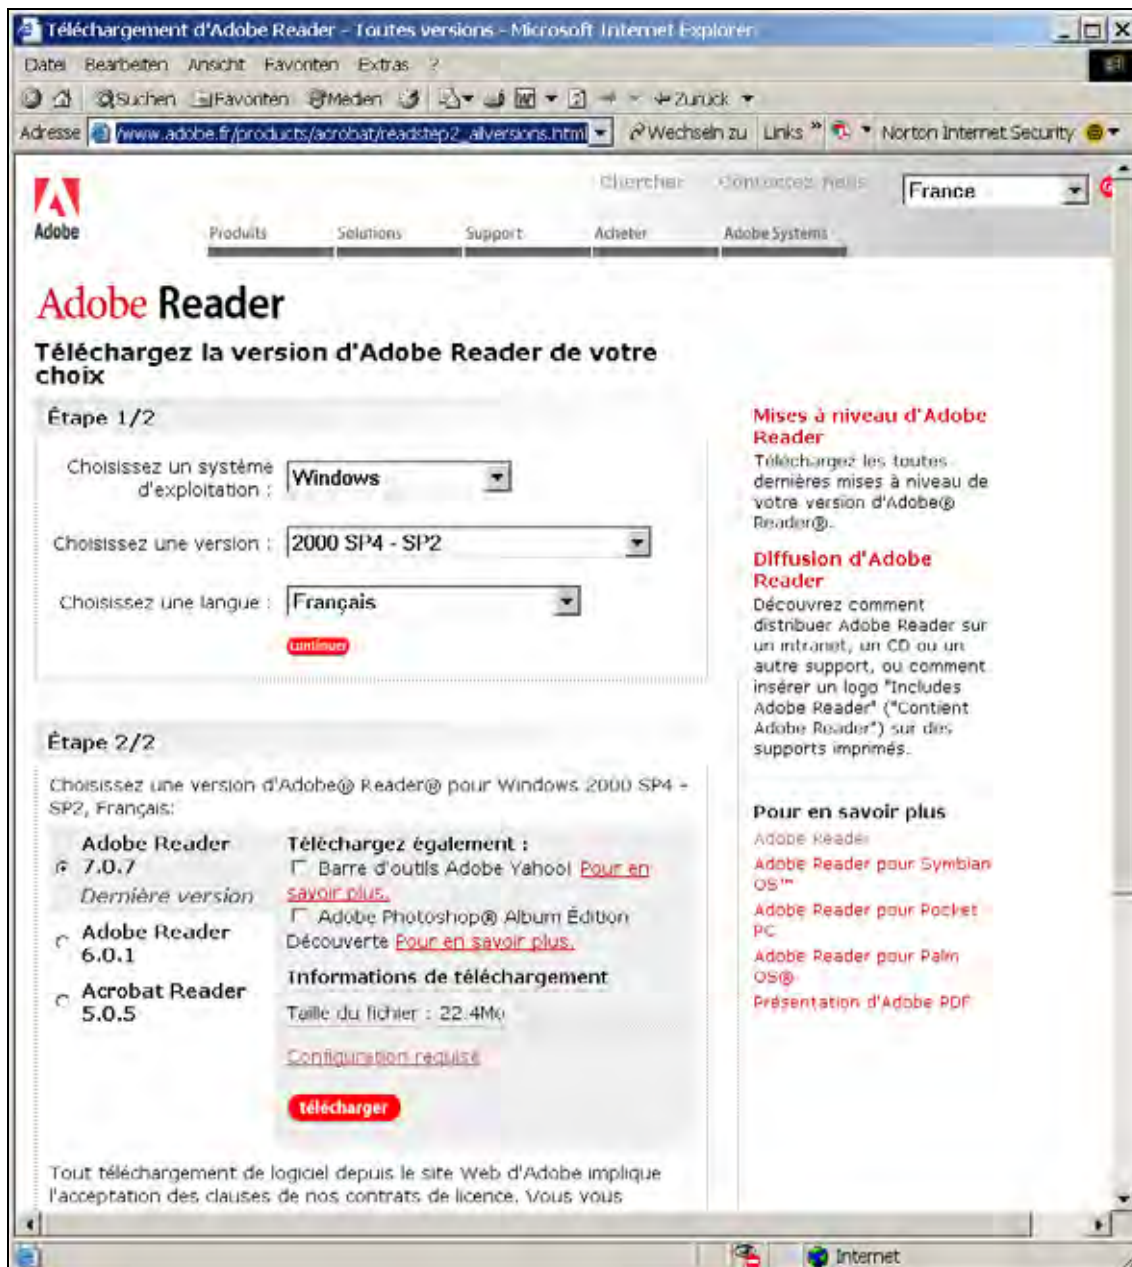 Téléchargement d'Adobe Reader - Toutes versions - Microsoft Internet Explorer
Datei Bearbeiten Ansicht Favoriten Extras ?
Suchen Favoriten Medien Zurück
Adresse /www.adobe.fr/products/acrobat/readstep2_allversions.html Wechseln zu Links » Norton Internet Security
Chercher Contactez nous France
Adobe
Produits Solutions Support Acheter Adobe Systems
Adobe Reader
Téléchargez la version d'Adobe Reader de votre
choix
Étape 1/2
Choisissez un système
d'exploitation : Windows
Choisissez une version : 2000 SP4 - SP2
Choisissez une langue : Français
continuer
Étape 2/2
Choisissez une version d'Adobe® Reader® pour Windows 2000 SP4 -
SP2, Français:
Adobe Reader
7.0.7
Dernière version
Adobe Reader
6.0.1
Acrobat Reader
5.0.5
Téléchargez également :
Barre d'outils Adobe Yahoo! Pour en
savoir plus.
Adobe Photoshop® Album Édition
Découverte Pour en savoir plus.
Informations de téléchargement
Taille du fichier : 22.4Mo
Configuration requise
télécharger
Tout téléchargement de logiciel depuis le site Web d'Adobe implique
l'acceptation des clauses de nos contrats de licence. Vous vous
Mises à niveau d'Adobe
Reader
Téléchargez les toutes
dernières mises à niveau de
votre version d'Adobe®
Reader®.
Diffusion d'Adobe
Reader
Découvrez comment
distribuer Adobe Reader sur
un intranet, un CD ou un
autre support, ou comment
insérer un logo "Includes
Adobe Reader" ("Contient
Adobe Reader") sur des
supports imprimés.
Pour en savoir plus
Adobe Reader
Adobe Reader pour Symbian
OS™
Adobe Reader pour Pocket
PC
Adobe Reader pour Palm
OS®
Présentation d'Adobe PDF
Internet